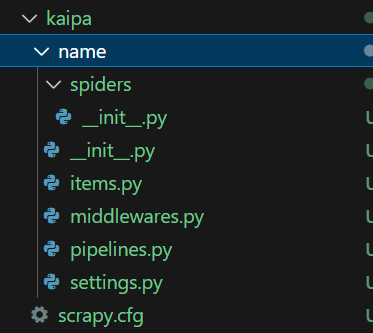 kaipa
name
spiders
__init__.py
__init__.py
items.py
middlewares.py
pipelines.py
settings.py
scrapy.cfg